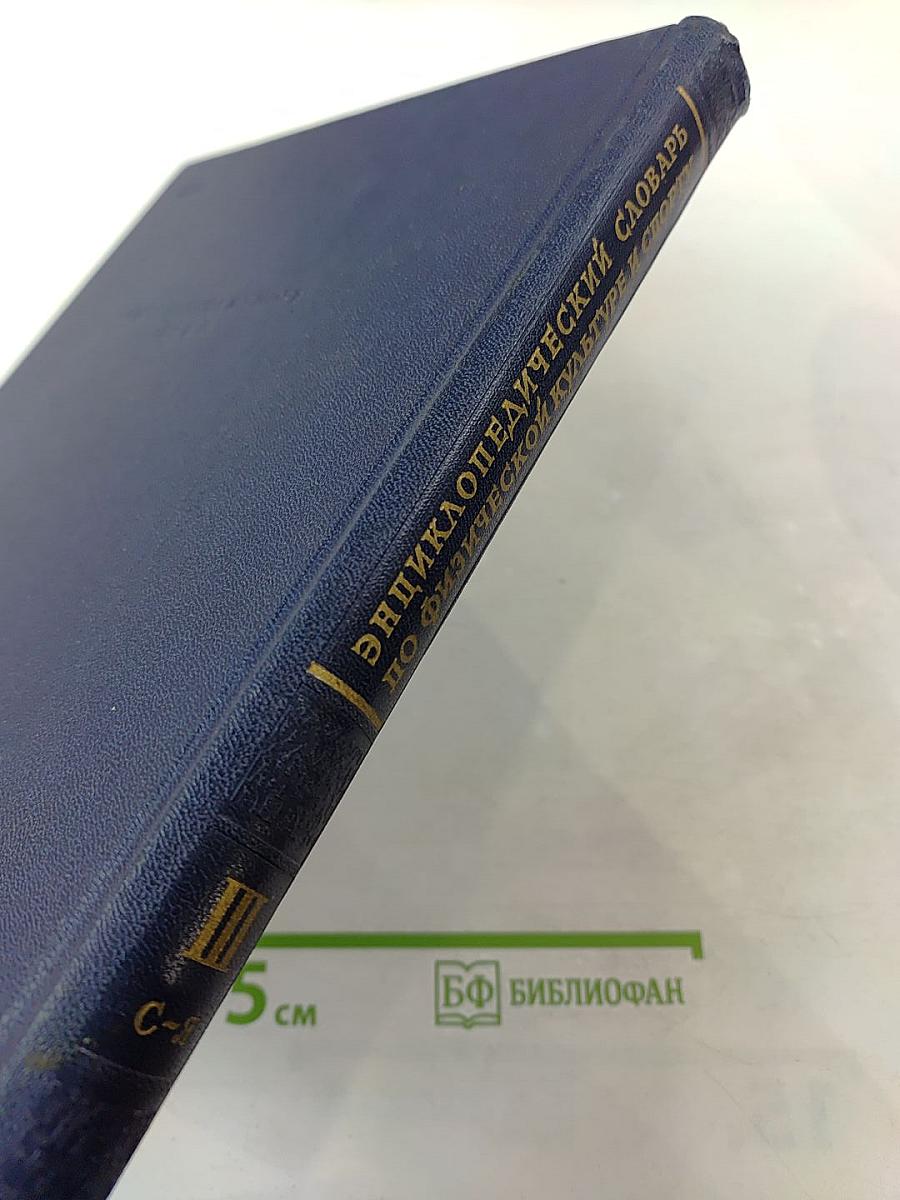 ЭНЦИКЛОПЕДИЧЕСКИЙ СЛОВАРЬ
ПО ФИЗИЧЕСКОЙ КУЛЬТУРЕ И СПОРТУ
III
С-Я
5 см
БФ БИБЛИОФАН